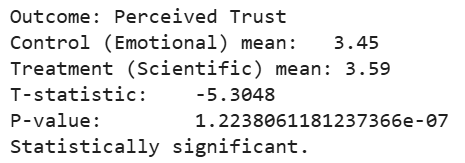 Outcome: Perceived Trust
Control (Emotional) mean:   3.45
Treatment (Scientific) mean: 3.59
T-statistic:    -5.3048
P-value:        1.2238061181237366e-07
Statistically significant.